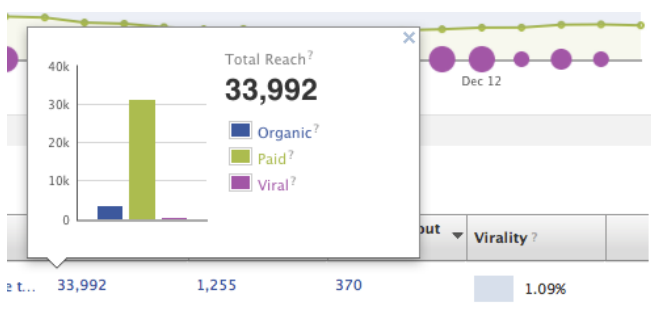 Total Reach?
33,992
Organic?
Paid?
Viral?
40k
30k
20k
10k
0
Dec 12
Virality ?
33,992
1,255
370
1.09%